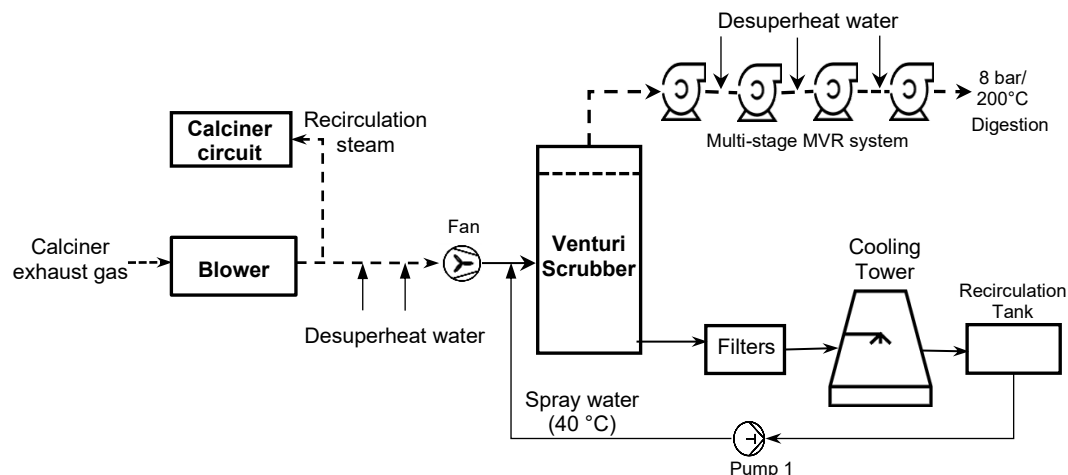 Desuperheat water
8 bar/
200°C
Digestion
Multi-stage MVR system
Recirculation
steam
Calciner
circuit
Fan
Calciner
exhaust gas
Blower
Venturi
Scrubber
Cooling
Tower
Recirculation
Tank
Desuperheat water
Filters
Spray water
(40 °C)
Pump 1